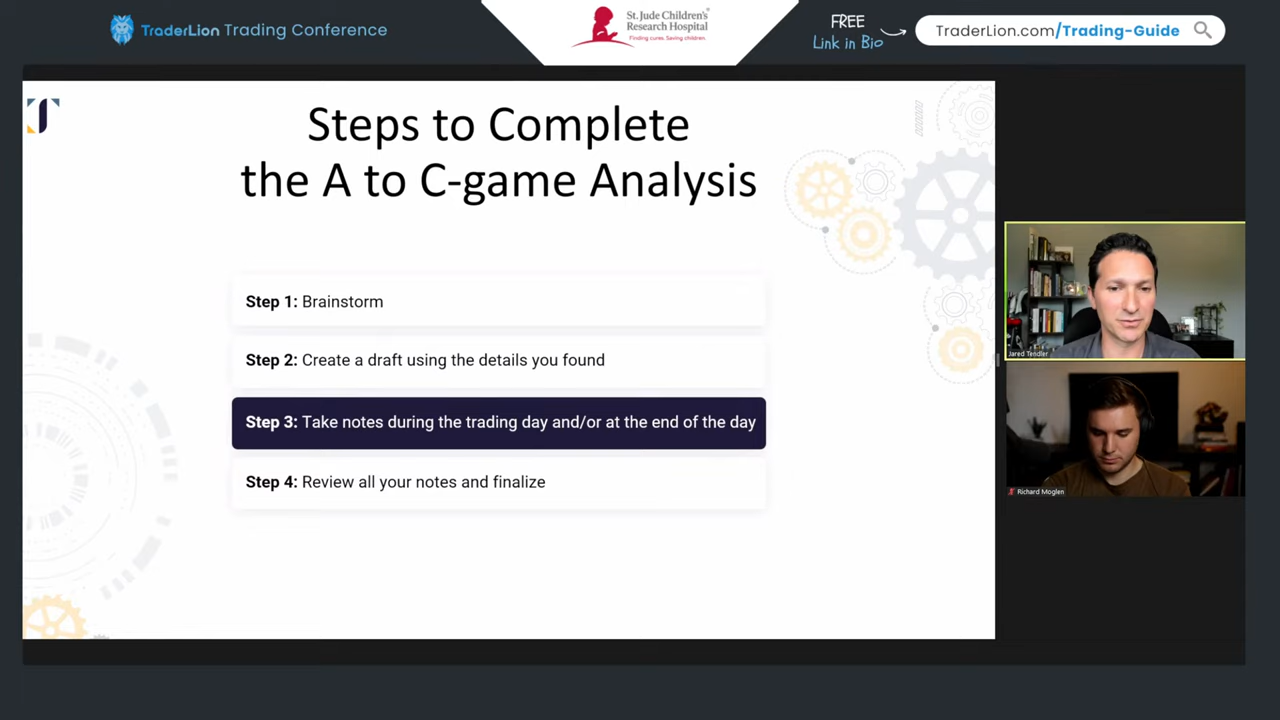 TraderLion Trading Conference
St. Jude Children's
Research Hospital
Finding cures. Saving children.
FREE
Link in Bio
TraderLion.com/Trading-Guide
Steps to Complete
the A to C-game Analysis
Step 1: Brainstorm
Step 2: Create a draft using the details you found
Step 3: Take notes during the trading day and/or at the end of the day
Step 4: Review all your notes and finalize
Jared Tendler
Richard Moglen